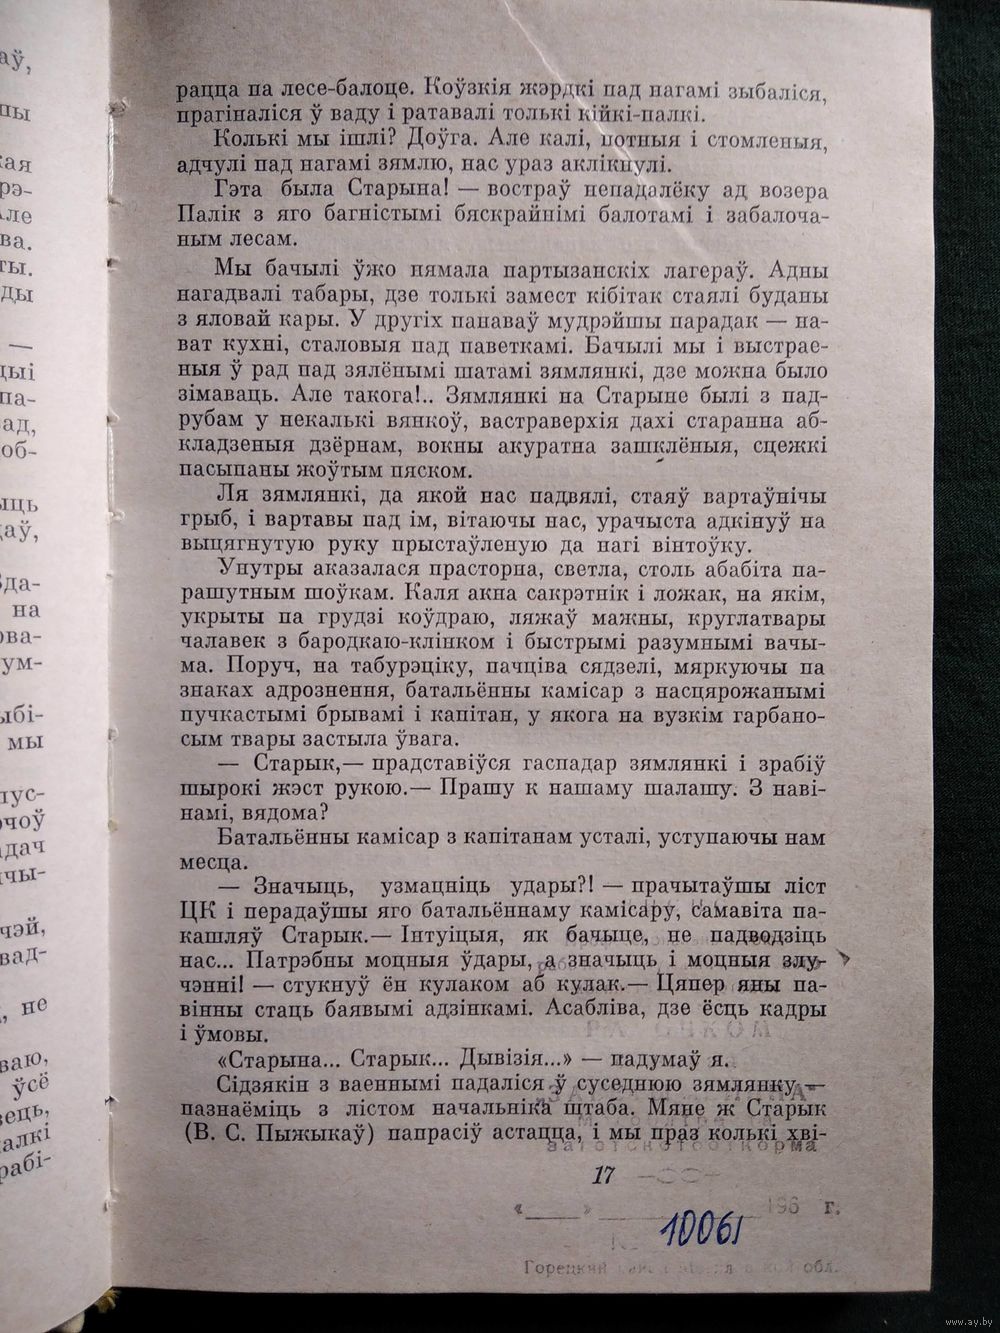 рацца па лесе-балоце. Коўзкія жэрдкі пад нагамі зыбаліся,
прагіналіся ў ваду і ратавалі толькі кійкі-палкі.
Колькі мы ішлі? Доўга. Але калі, потныя і стомленыя,
адчулі пад нагамі зямлю, нас ураз аклікнулі.
Гэта была Старына! — востраў непадалёку ад возера
Палік з яго багністымі бяскрайнімі балотамі і забалоча-
ным лесам.
Мы бачылі ўжо нямала партызанскіх лагераў. Адны
нагадвалі табары, дзе толькі замест кібітак стаялі буданы
з яловай кары. У другіх панаваў мудрэйшы парадак — на-
ват кухні, сталовыя пад паветкамі. Бачылі мы і выстрае-
ныя ў рад пад зялёнымі шатамі зямлянкі, дзе можна было
зімаваць. Але такога!.. Зямлянкі на Старыне былі з пад-
рубам у некалькі вянкоў, вастраверхія дахі старанна аб-
кладзеныя дзёрнам, вокны акуратна зашклёныя, сцежкі
пасыпаны жоўтым пяском.
Ля зямлянкі, да якой нас падвялі, стаяў вартаўнічы
грыб, і вартавы пад ім, вітаючы нас, урачыста адкінуў на
выцягнутую руку прыстаўленую да нагі вінтоўку.
Унутры аказалася прасторна, светла, столь абабіта па-
рашутным шоўкам. Каля акна сакрэтнік і ложак, на якім,
укрыты па грудзі коўдраю, ляжаў мажны, круглатвары
чалавек з бародкаю-клінком і быстрымі разумнымі вачы-
ма. Поруч, на табурэціку, пачціва сядзелі, мяркуючы па
знаках адрознення, батальённы камісар з насцярожанымі
пучкастымі брывамі і капітан, у якога на вузкім гарбано-
сым твары застыла ўвага.
— Старык,— прадставіўся гаспадар зямлянкі і зрабіў
шырокі жэст рукою.— Прашу к нашаму шалашу. З наві-
намі, вядома?
Батальённы камісар з капітанам усталі, уступаючы нам
месца.
— Значыць, узмацніць удары?! — прачытаўшы ліст
ЦК і перадаўшы яго батальённаму камісару, самавіта па-
кашляў Старык.— Інтуіцыя, як бачыце, не падводзіць
нас... Патрэбны моцныя ўдары, а значыць і моцныя злу-
чэнні! — стукнуў ён кулаком аб кулак.— Цяпер яны па-
вінны стаць баявымі адзінкамі. Асабліва, дзе ёсць кадры
і ўмовы.
«Старына... Старык... Дывізія...» — падумаў я.
Сідзякін з ваеннымі падаліся ў суседнюю зямлянку —
пазнаёміць з лістом начальніка штаба. Мяне ж Старык
(В. С. Пыжыкаў) папрасіў астацца, і мы праз колькі хві-
17
196 г.
10061
Горецкий обл.
www.ay.by